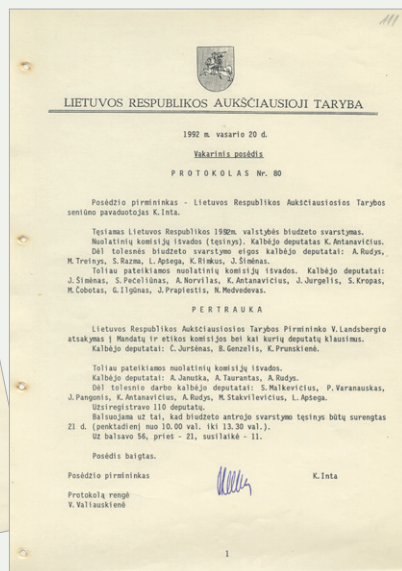 111
LIETUVOS RESPUBLIKOS AUKŠČIAUSIOJI TARYBA
1992 m. vasario 20 d.
Vakarinis posėdis
PROTOKOLAS Nr. 80
Posėdžio pirmininkas - Lietuvos Respublikos Aukščiausiosios Tarybos
seniūno pavaduotojas K.Inta.
Tęsiamas Lietuvos Respublikos 1992m. valstybės biudžeto svarstymas.
Nuolatinių komisijų išvados (tęsinys). Kalbėjo deputatas K. Antanavičius.
Dėl tolesnės biudžeto svarstymo eigos kalbėjo deputatai: A.Rudys,
M.Treinys, S.Razma, L.Apšega, K.Rimkus, J.Šimėnas.
Toliau pateikiamos nuolatinių komisijų išvados. Kalbėjo deputatai:
J.Šimėnas, S.Pečeliūnas, A.Norvilas, K.Antanavičius, J.Jurgelis, S.Kropas,
M.Čobotas, G.Ilgūnas, J.Prapiestis, N.Medvedevas.
PERTRAUKA
Lietuvos Respublikos Aukščiausiosios Tarybos Pirmininko V.Landsbergio
atsakymas į Mandatų ir etikos komisijos bei kai kurių deputatų klausimus.
Kalbėjo deputatai: Č.Juršėnas, B.Genzelis, K.Prunskienė.
Toliau pateikiamos nuolatinių komisijų išvados.
Kalbėjo deputatai: A.Januška, A.Taurantas, A.Rudys.
Dėl tolesnio darbo kalbėjo deputatai: S.Malkevičius, P.Varanauskas,
J.Pangonis, K.Antanavičius, A.Rudys, M.Stakvilevičius, L.Apšega.
Užsiregistravo 110 deputatų.
Balsuojama už tai, kad biudžeto antrojo svarstymo tęsinys būtų surengtas
21 d. (penktadienį nuo 10.00 val. iki 13.30 val.).
Už balsavo 56, prieš - 21, susilaikė - 11.
Posėdis baigtas.
Posėdžio pirmininkas K.Inta
Protokolą rengė
V.Valiauskienė
1